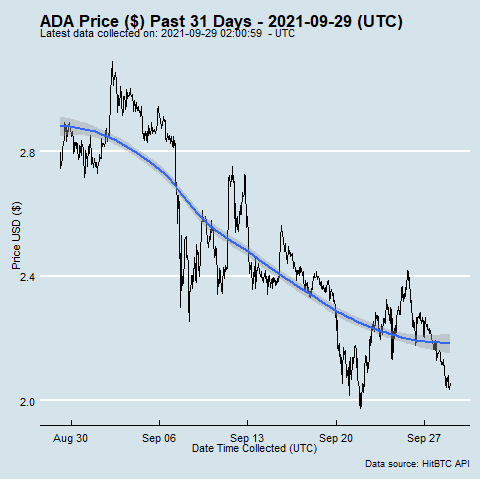 ADA Price ($) Past 31 Days - 2021-09-29 (UTC)
Latest data collected on: 2021-09-29 02:00:59 - UTC
Price USD ($)
2.8
2.4
2.0
Aug 30 Sep 06 Sep 13 Sep 20 Sep 27
Date Time Collected (UTC)
Data source: HitBTC API